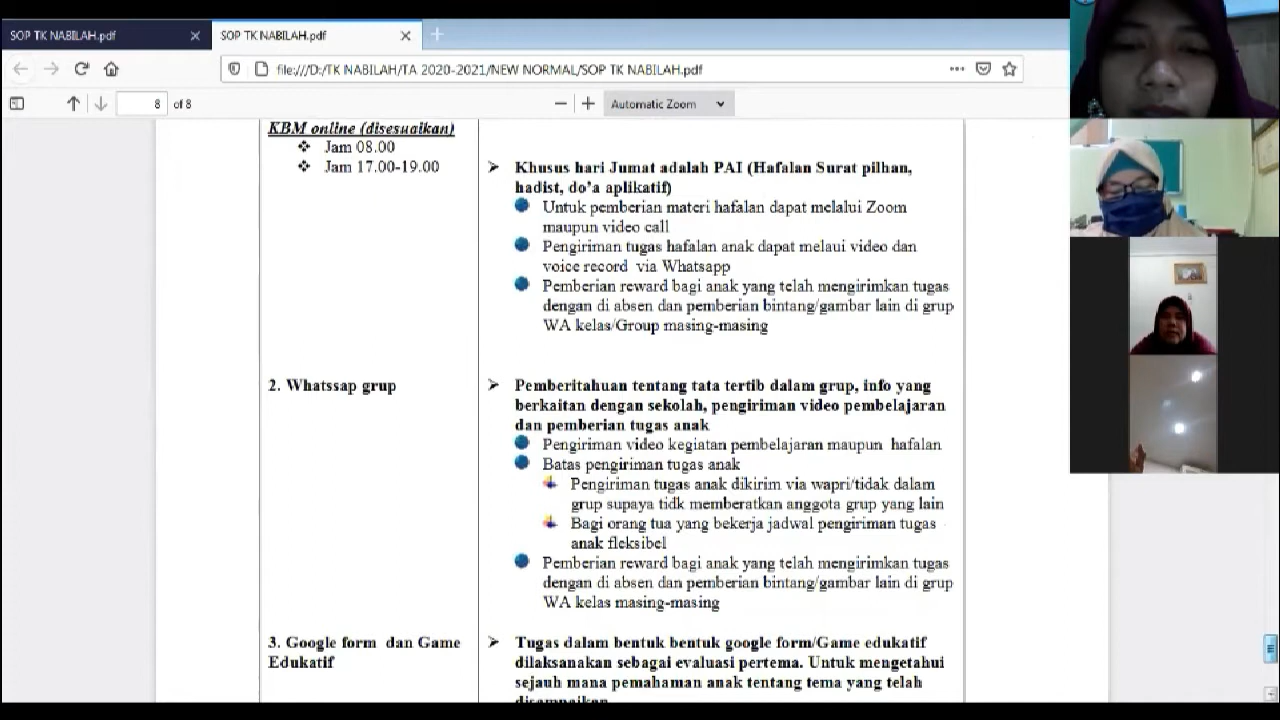 SOP TK NABILAH.pdf
SOP TK NABILAH.pdf
file:///D:/TK NABILAH/TA 2020-2021/NEW NORMAL/SOP TK NABILAH.pdf
8 of 8
Automatic Zoom
KBM online (disesuaikan)
Jam 08.00
Jam 17.00-19.00
Khusus hari Jumat adalah PAI (Hafalan Surat pilhan,
hadist, do'a aplikatif)
Untuk pemberian materi hafalan dapat melalui Zoom
maupun video call
Pengiriman tugas hafalan anak dapat melaui video dan
voice record via Whatsapp
Pemberian reward bagi anak yang telah mengirimkan tugas
dengan di absen dan pemberian bintang/gambar lain di grup
WA kelas/Group masing-masing
2. Whatssap grup
Pemberitahuan tentang tata tertib dalam grup, info yang
berkaitan dengan sekolah, pengiriman video pembelajaran
dan pemberian tugas anak
Pengiriman video kegiatan pembelajaran maupun hafalan
Batas pengiriman tugas anak
Pengiriman tugas anak dikirim via wapri/tidak dalam
grup supaya tidk memberatkan anggota grup yang lain
Bagi orang tua yang bekerja jadwal pengiriman tugas
anak fleksibel
Pemberian reward bagi anak yang telah mengirimkan tugas
dengan di absen dan pemberian bintang/gambar lain di grup
WA kelas masing-masing
3. Google form dan Game
Edukatif
Tugas dalam bentuk bentuk google form/Game edukatif
dilaksanakan sebagai evaluasi pertema. Untuk mengetahui
sejauh mana pemahaman anak tentang tema yang telah
disampaikan